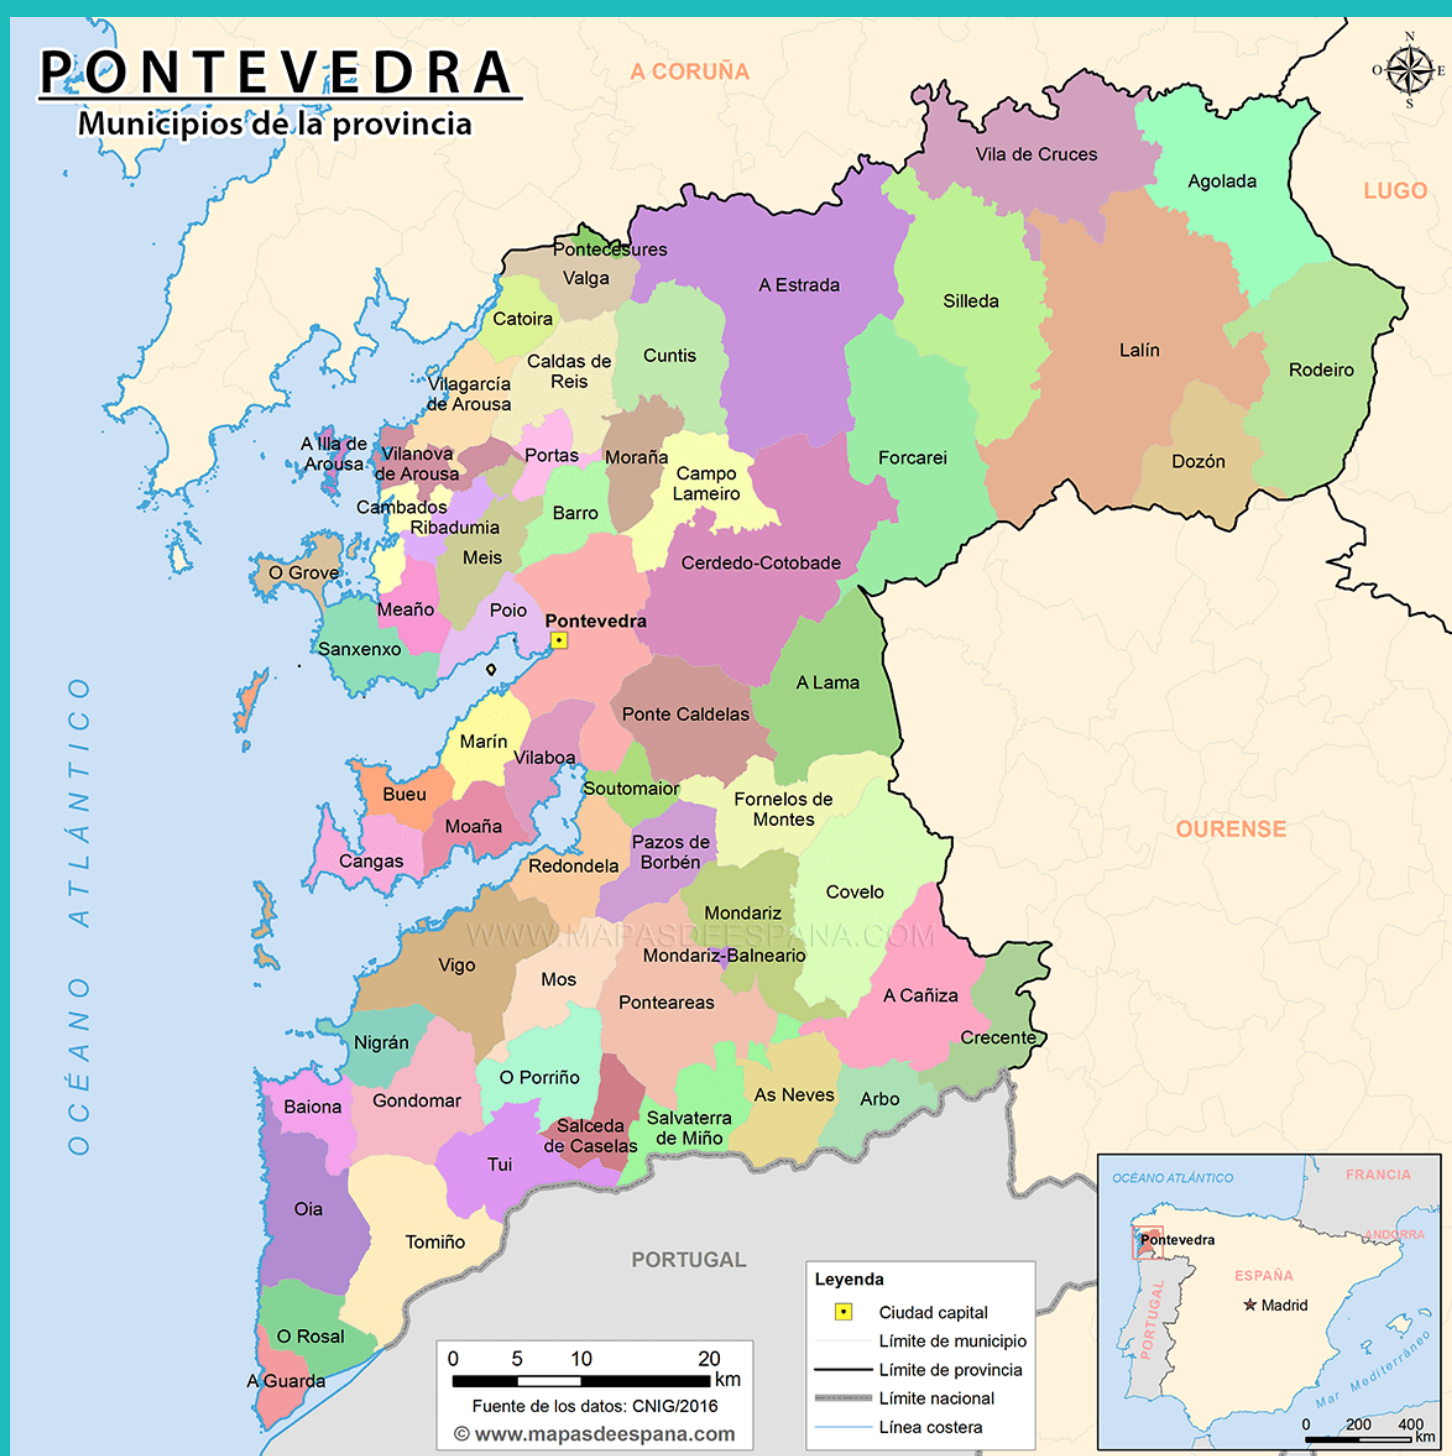 PONTEVEDRA
Municipios de la provincia
A CORUÑA
N
O
E
S
LUGO
Vila de Cruces
Agolada
Pontecesures
Valga
A Estrada
Silleda
Catoira
Lalín
Rodeiro
Cuntis
Caldas de
Reis
Vilagarcía
de Arousa
A Illa de
Arousa
Vilanova
de Arousa
Portas
Moraña
Campo
Lameiro
Forcarei
Dozón
Cambados
Ribadumia
Barro
Meis
Cerdedo-Cotobade
O Grove
Meaño
Poio
Pontevedra
Sanxenxo
A Lama
Ponte Caldelas
Marín
Vilaboa
Soutomaior
Bueu
Fornelos de
Montes
Moaña
OURENSE
Cangas
Redondela
Pazos de
Borbén
Covelo
Mondariz
WWW.MAPASDEESPANA.COM
Mondariz-Balneario
Vigo
Mos
Ponteareas
A Cañiza
Crecente
Nigrán
O Porriño
Baiona
Gondomar
As Neves
Arbo
Salceda
de Caselas
Salvaterra
de Miño
Tui
Oia
Tomiño
O Rosal
A Guarda
OCÉANO ATLÁNTICO
PORTUGAL
0 5 10 20
km
Fuente de los datos: CNIG/2016
© www.mapasdeespana.com
Leyenda
Ciudad capital
Límite de municipio
Límite de provincia
Límite nacional
Línea costera
OCÉANO ATLÁNTICO
FRANCIA
ANDORRA
Pontevedra
ESPAÑA
Madrid
PORTUGAL
Mar Mediterráneo
0 200 400
km